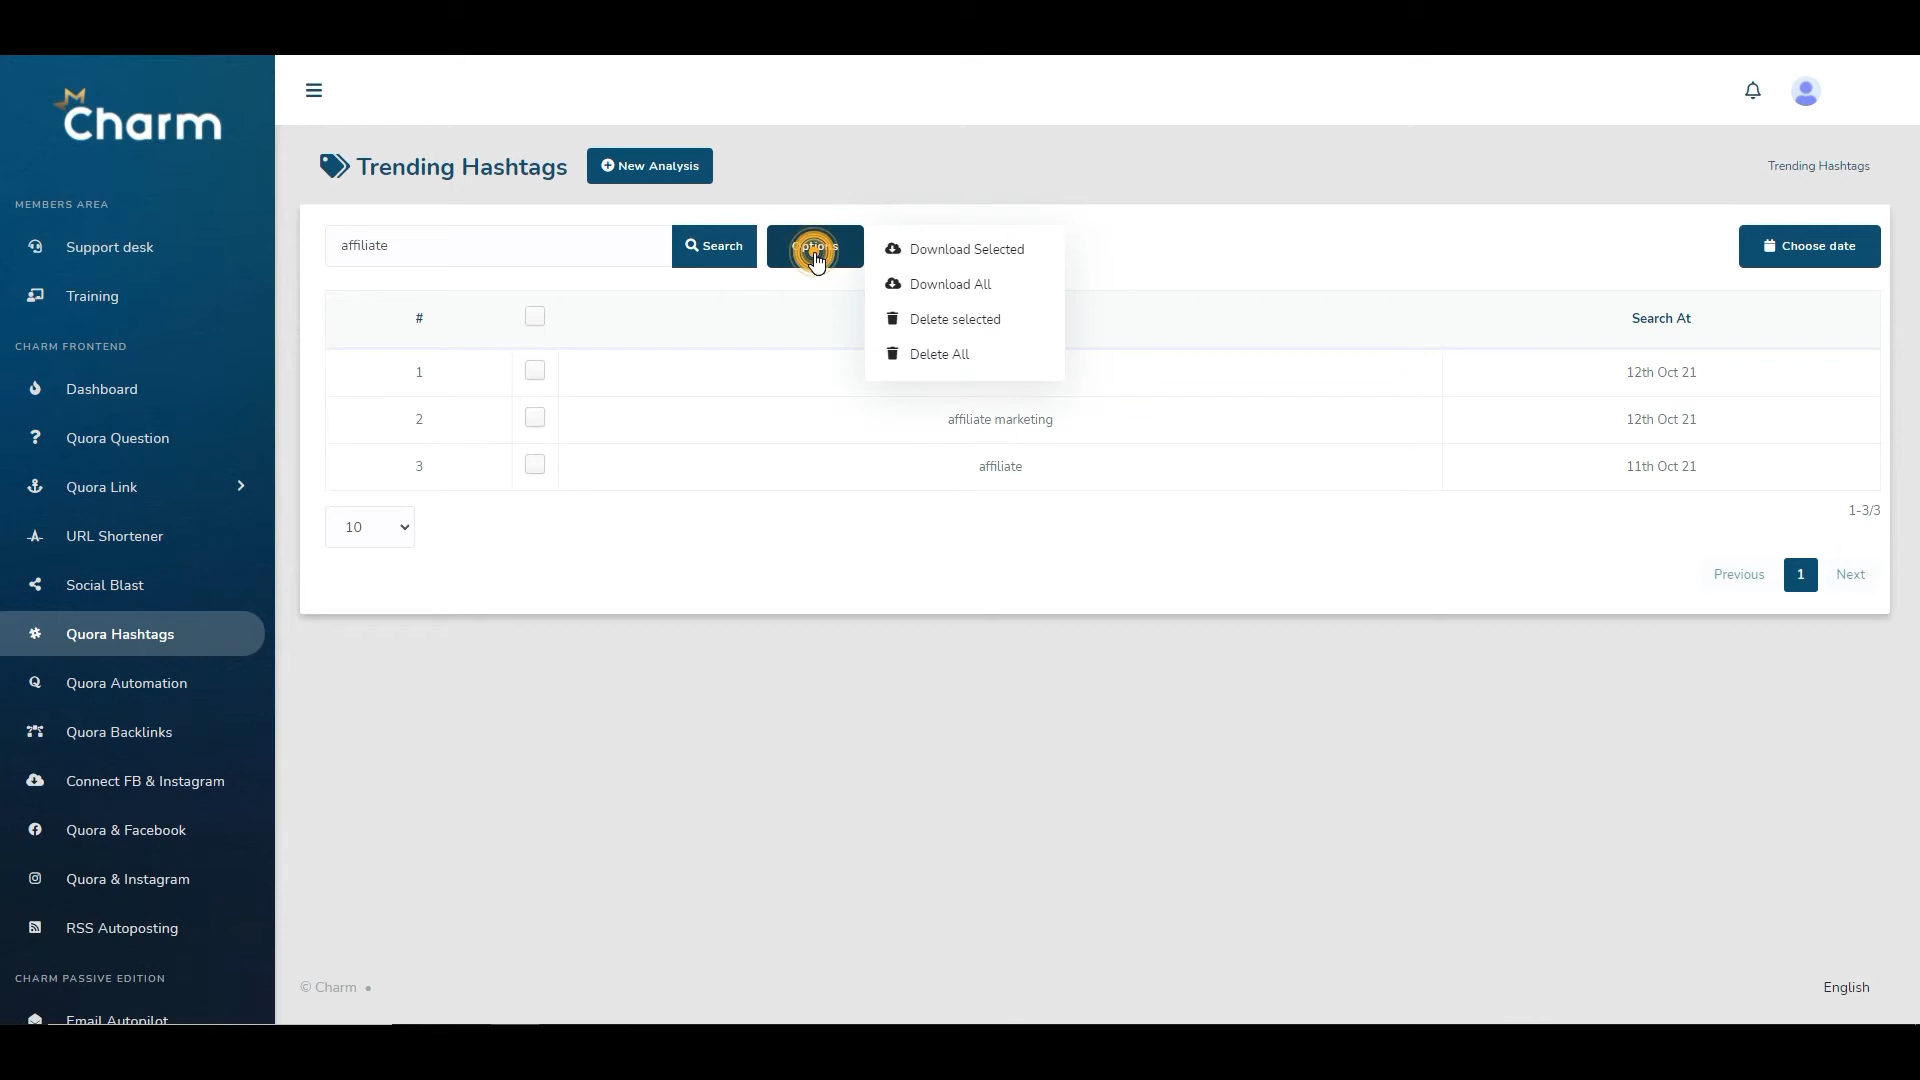 Charm
MEMBERS AREA
Support desk
Training
CHARM FRONTEND
Dashboard
Quora Question
Quora Link
URL Shortener
Social Blast
Quora Hashtags
Quora Automation
Quora Backlinks
Connect FB & Instagram
Quora & Facebook
Quora & Instagram
RSS Autoposting
CHARM PASSIVE EDITION
Email Autopilot
Trending Hashtags
New Analysis
Trending Hashtags
affiliate
Search
Options
Download Selected
Download All
Delete selected
Delete All
Choose date
# Search At
1 12th Oct 21
2 affiliate marketing 12th Oct 21
3 affiliate 11th Oct 21
10
1-3/3
Previous 1 Next
© Charm •
English